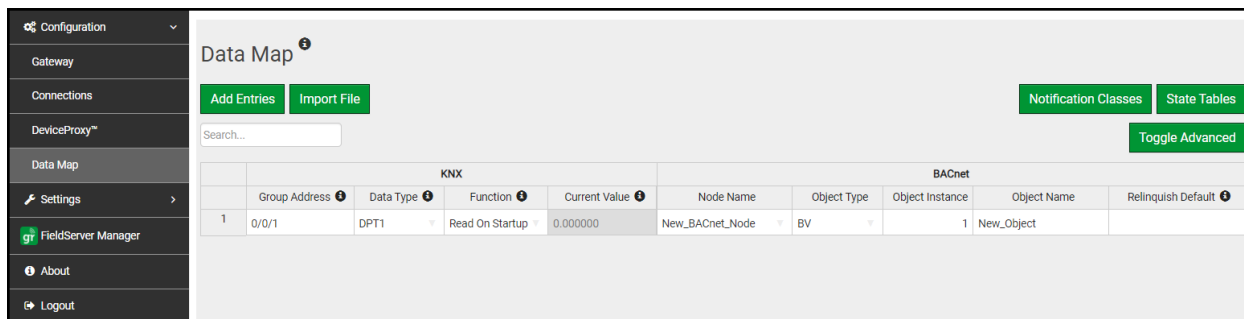 Configuration
Gateway
Connections
DeviceProxy™
Data Map
Settings
gt FieldServer Manager
About
Logout
Data Map
Add Entries Import File Notification Classes State Tables
Search... Toggle Advanced
KNX BACnet
Group Address Data Type Function Current Value Node Name Object Type Object Instance Object Name Relinquish Default
1 0/0/1 DPT1 Read On Startup 0.000000 New_BACnet_Node BV 1 New_Object